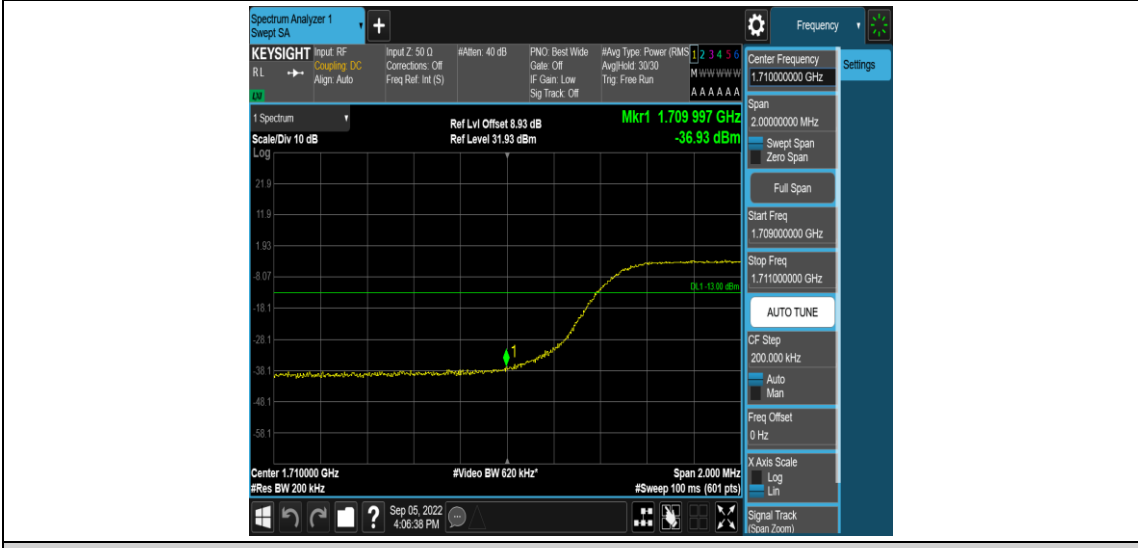 Spectrum Analyzer 1
Swept SA
+
Frequency
KEYSIGHT
RL
LXI
Input: RF
Coupling: DC
Align: Auto
Input Z: 50 Ω
Corrections: Off
Freq Ref: Int (S)
#Atten: 40 dB
PNO: Best Wide
Gate: Off
IF Gain: Low
Sig Track: Off
#Avg Type: Power (RMS
Avg|Hold: 30/30
Trig: Free Run
1 2 3 4 5 6
M W W W W W
A A A A A A
1 Spectrum
Scale/Div 10 dB
Log
Ref Lvl Offset 8.93 dB
Ref Level 31.93 dBm
Mkr1 1.709 997 GHz
-36.93 dBm
21.9
11.9
1.93
-8.07
-18.1
-28.1
-38.1
-48.1
-58.1
DL1 -13.00 dBm
1
Center 1.710000 GHz
#Res BW 200 kHz
#Video BW 620 kHz*
Span 2.000 MHz
#Sweep 100 ms (601 pts)
Sep 05, 2022
4:06:38 PM
?
Center Frequency
1.710000000 GHz
Span
2.00000000 MHz
Swept Span
Zero Span
Full Span
Start Freq
1.709000000 GHz
Stop Freq
1.711000000 GHz
AUTO TUNE
CF Step
200.000 kHz
Auto
Man
Freq Offset
0 Hz
X Axis Scale
Log
Lin
Signal Track
(Span Zoom)
Settings